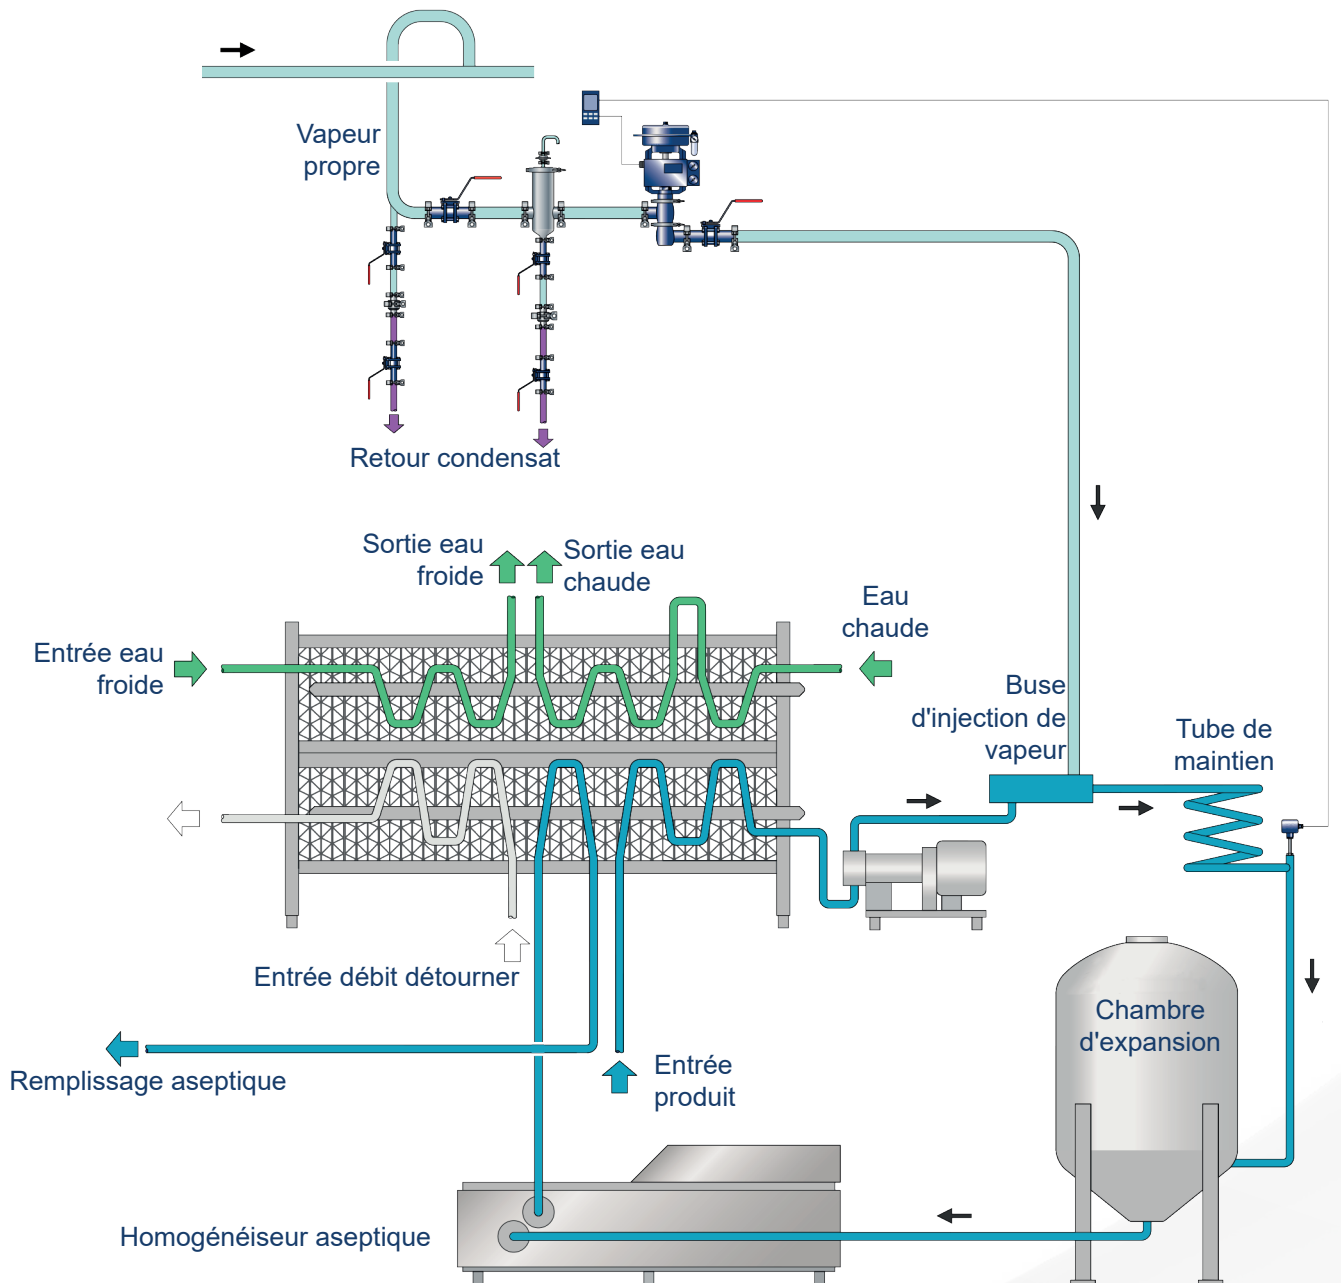 Vapeur
propre
Retour condensat
Sortie eau
froide
Sortie eau
chaude
Eau
chaude
Entrée eau
froide
Buse
d'injection de
vapeur
Tube de
maintien
Entrée débit détourner
Chambre
d'expansion
Remplissage aseptique
Entrée
produit
Homogénéiseur aseptique